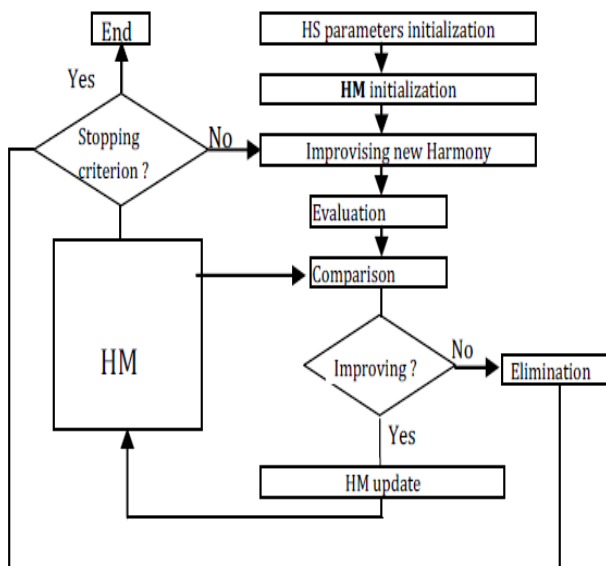 End
HS parameters initialization
Yes
HM initialization
Stopping
criterion ?
No
Improvising new Harmony
Evaluation
Comparison
HM
Improving ?
No
Elimination
Yes
HM update